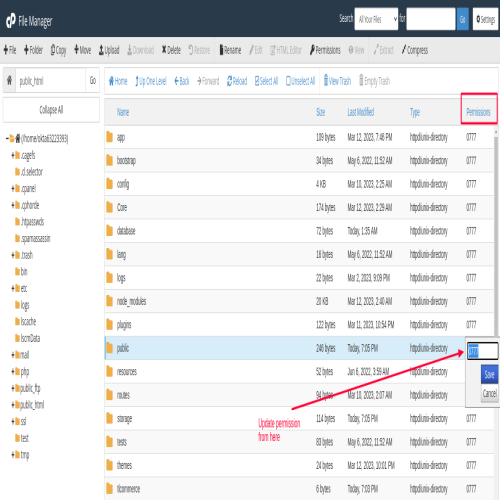 cP File Manager
Search All Your Files for Go Settings
File Folder Copy Move Upload Download Delete Restore Rename Edit HTML Editor Permissions View Extract Compress
public_html Go
Home Up One Level Back Forward Reload Select All Unselect All View Trash Empty Trash
Collapse All
Name Size Last Modified Type Permissions
(/home/okta63223393)
.cagefs
.cl.selector
.cpanel
.cphorde
.htpasswds
.spamassassin
.trash
bin
etc
logs
lscache
lscmData
mail
php
public_ftp
public_html
ssl
test
tmp
app 109 bytes Mar 12, 2023, 7:46 PM httpd/unix-directory 0777
bootstrap 34 bytes May 6, 2022, 11:52 AM httpd/unix-directory 0777
config 4 KB Mar 10, 2023, 2:25 AM httpd/unix-directory 0777
Core 174 bytes Mar 12, 2023, 2:29 AM httpd/unix-directory 0777
database 72 bytes Today, 1:35 AM httpd/unix-directory 0777
lang 16 bytes May 6, 2022, 11:52 AM httpd/unix-directory 0777
logs 22 bytes Mar 2, 2023, 9:09 PM httpd/unix-directory 0777
node_modules 20 KB Mar 12, 2023, 2:40 AM httpd/unix-directory 0777
plugins 122 bytes Mar 11, 2023, 10:54 PM httpd/unix-directory 0777
public 246 bytes Today, 7:05 PM httpd/unix-directory 0777
Save
Cancel
resources 52 bytes Jun 6, 2022, 3:59 AM httpd/unix-directory
routes 94 bytes Mar 10, 2023, 2:07 AM httpd/unix-directory
storage 114 bytes Today, 7:05 PM httpd/unix-directory 0777
tests 83 bytes May 6, 2022, 11:52 AM httpd/unix-directory 0777
themes 24 bytes Mar 12, 2023, 10:01 PM httpd/unix-directory 0777
tlcommerce 6 bytes Today, 7:03 PM httpd/unix-directory 0777
Update permission
from here